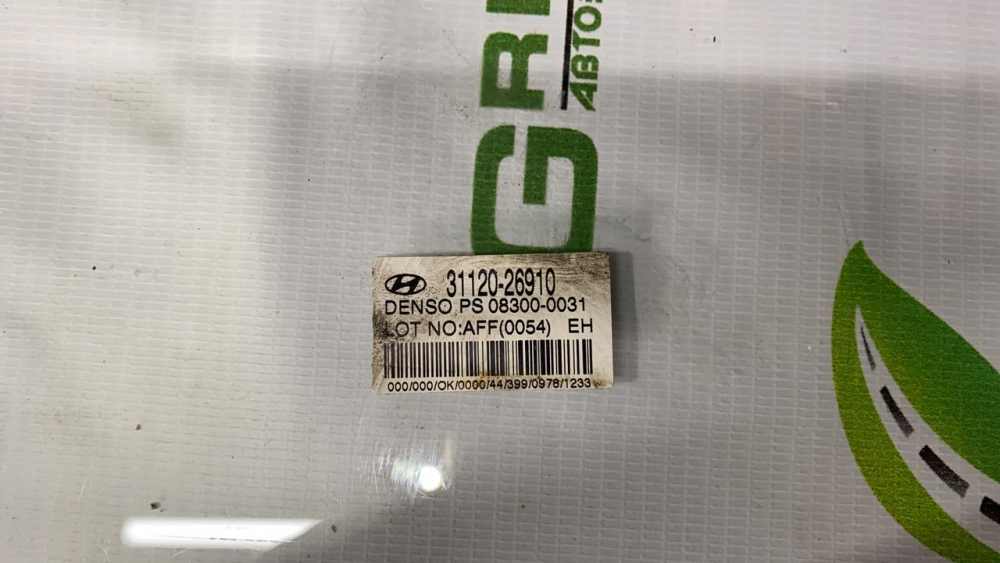 GR
АВТО
31120-26910
DENSO PS 08300-0031
LOT NO:AFF(0054) EH
000/000/OK/0000/44/399/0978/1233